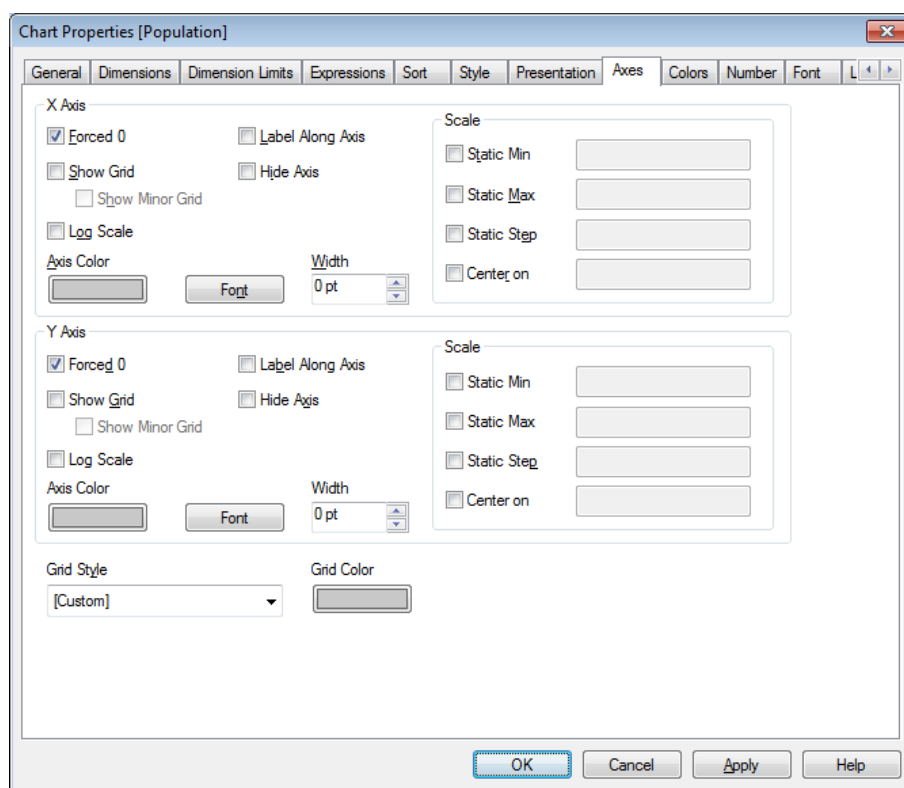 Chart Properties [Population]
General Dimensions Dimension Limits Expressions Sort Style Presentation Axes Colors Number Font L
X Axis
Forced 0 Label Along Axis
Show Grid Hide Axis
Show Minor Grid
Log Scale
Axis Color Width
Font 0 pt
Scale
Static Min
Static Max
Static Step
Center on
Y Axis
Forced 0 Label Along Axis
Show Grid Hide Axis
Show Minor Grid
Log Scale
Axis Color Width
Font 0 pt
Scale
Static Min
Static Max
Static Step
Center on
Grid Style Grid Color
[Custom]
OK Cancel Apply Help